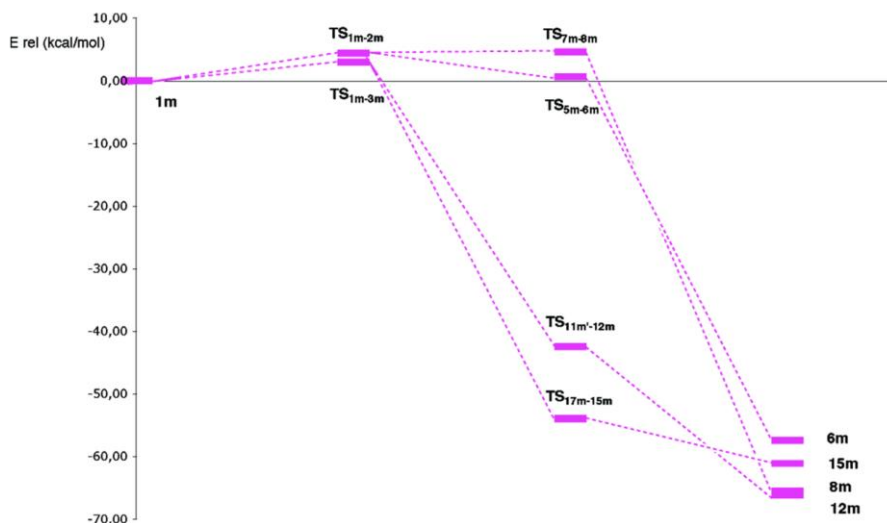 10,00
E rel (kcal/mol)
TS1m-2m
TS7m-8m
0,00
1m
TS1m-3m
TS5m-6m
-10,00
-20,00
-30,00
-40,00
TS11m'-12m
-50,00
TS17m-15m
-60,00
6m
15m
8m
12m
-70,00